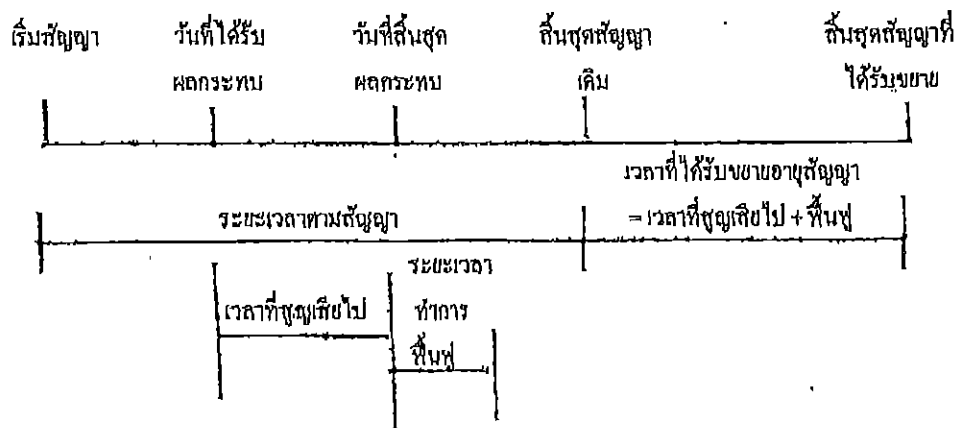 เริ่มสัญญา วันที่ได้รับ วันที่สิ้นสุด สิ้นสุดสัญญา สิ้นสุดสัญญาที่
ผลกระทบ ผลกระทบ เดิม ได้รับขยาย
เวลาที่ได้รับขยายอายุสัญญา
ระยะเวลาตามสัญญา =เวลาที่สูญเสียไป + ฟื้นฟู
ระยะเวลา
เวลาที่สูญเสียไป ทำการ
ฟื้นฟู